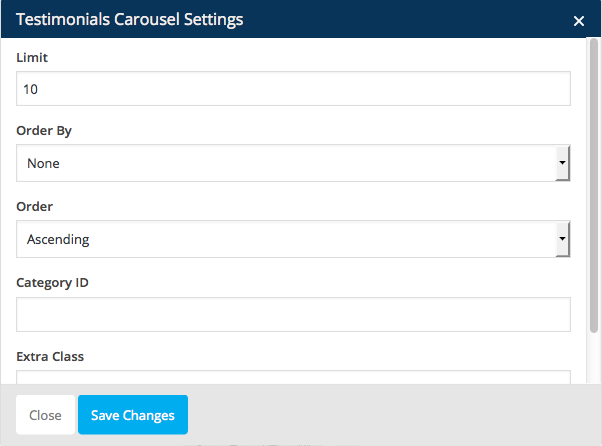 Testimonials Carousel Settings ×
Limit
10
Order By
None
Order
Ascending
Category ID
Extra Class
Close Save Changes